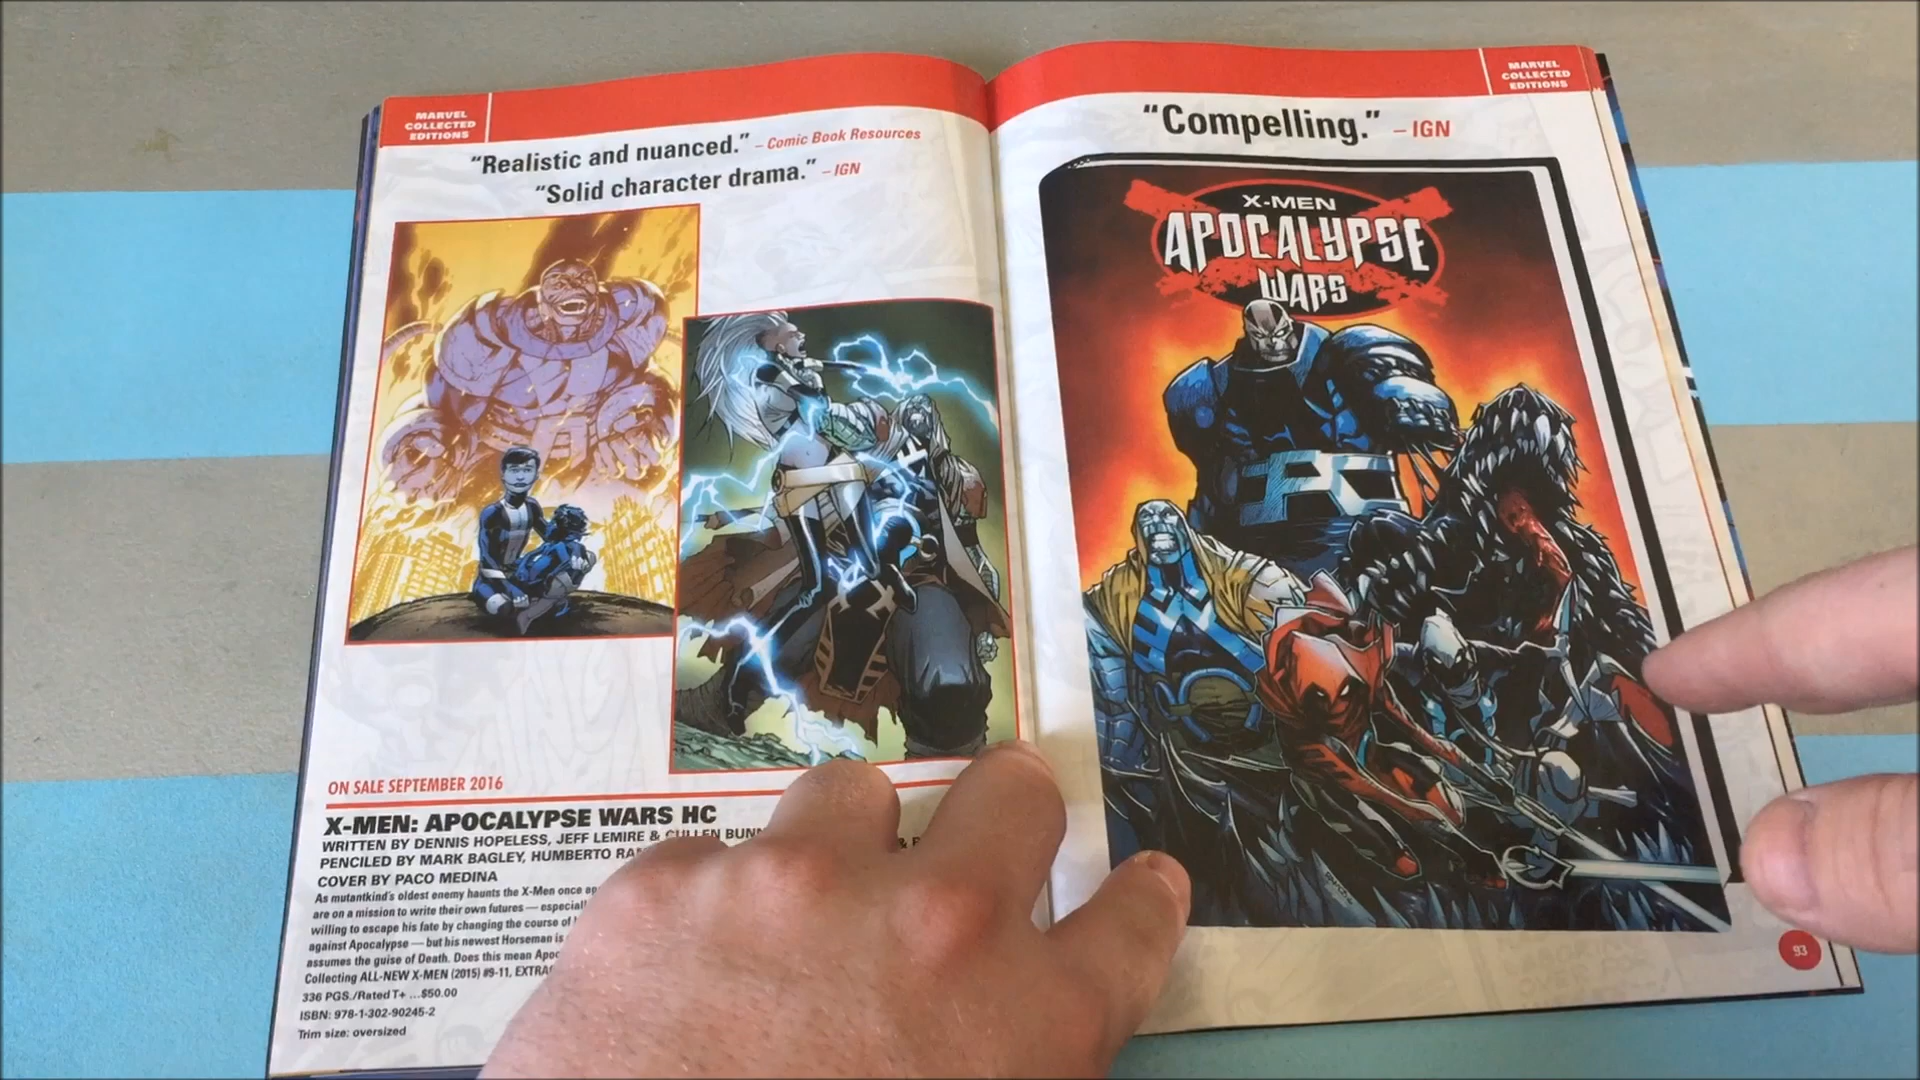 MARVEL
COLLECTED
EDITIONS
"Realistic and nuanced." – Comic Book Resources
"Solid character drama." – IGN
ON SALE SEPTEMBER 2016
X-MEN: APOCALYPSE WARS HC
WRITTEN BY DENNIS HOPELESS, JEFF LEMIRE & CULLEN BUNN
PENCILED BY MARK BAGLEY, HUMBERTO
COVER BY PACO MEDINA
As mutantkind's oldest enemy haunts the X-Men once
are on a mission to write their own futures —
willing to escape his fate by changing the course of
against Apocalypse — but his newest Horseman is
assumes the guise of Death. Does this mean
Collecting ALL-NEW X-MEN (2015) #9-11,
336 PGS./Rated T+ ...$50.00
ISBN: 978-1-302-90245-2
Trim size: oversized
MARVEL
COLLECTED
EDITIONS
"Compelling." – IGN
X-MEN
APOCALYPSE
WARS
93